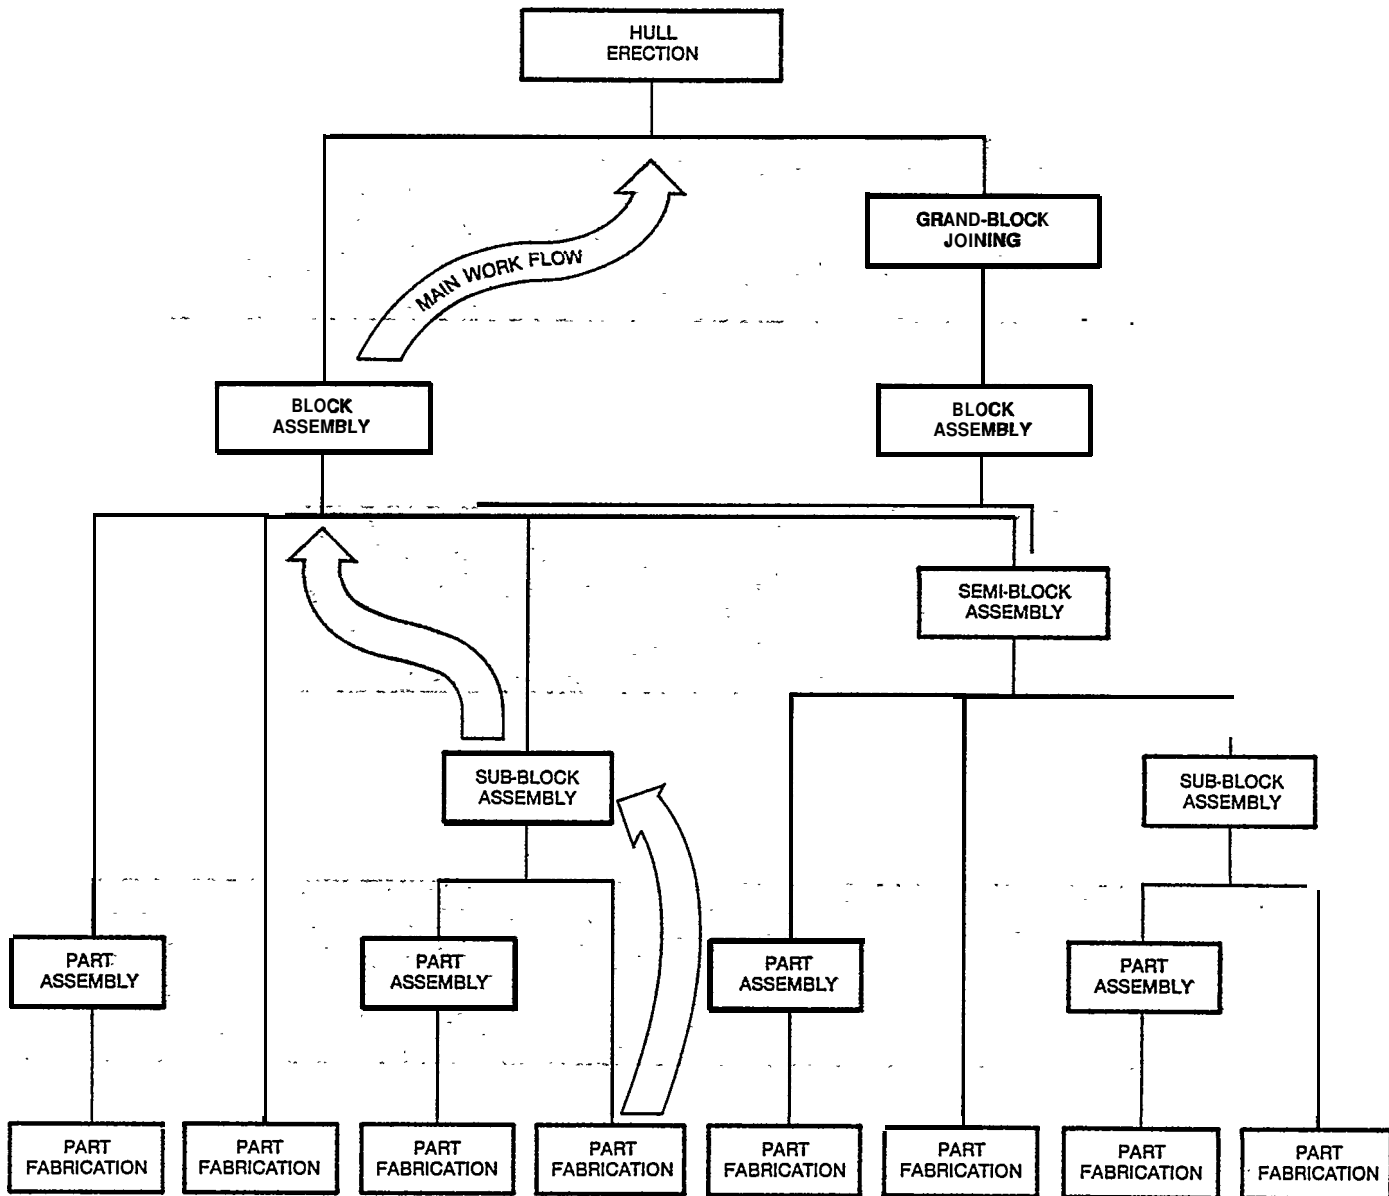 HULL
ERECTION
GRAND-BLOCK
JOINING
MAIN WORK FLOW
BLOCK
ASSEMBLY
BLOCK
ASSEMBLY
SEMI-BLOCK
ASSEMBLY
SUB-BLOCK
ASSEMBLY
SUB-BLOCK
ASSEMBLY
PART
ASSEMBLY
PART
ASSEMBLY
PART
ASSEMBLY
PART
ASSEMBLY
PART
FABRICATION
PART
FABRICATION
PART
FABRICATION
PART
FABRICATION
PART
FABRICATION
PART
FABRICATION
PART
FABRICATION
PART
FABRICATION